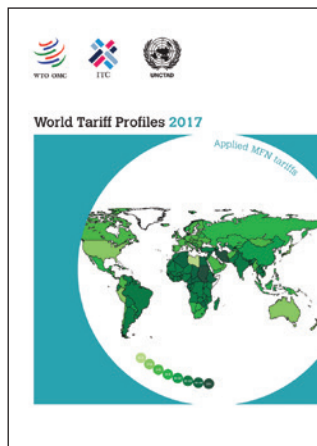 WTO OMC
ITC
UNCTAD
World Tariff Profiles 2017
Applied MFN tariffs